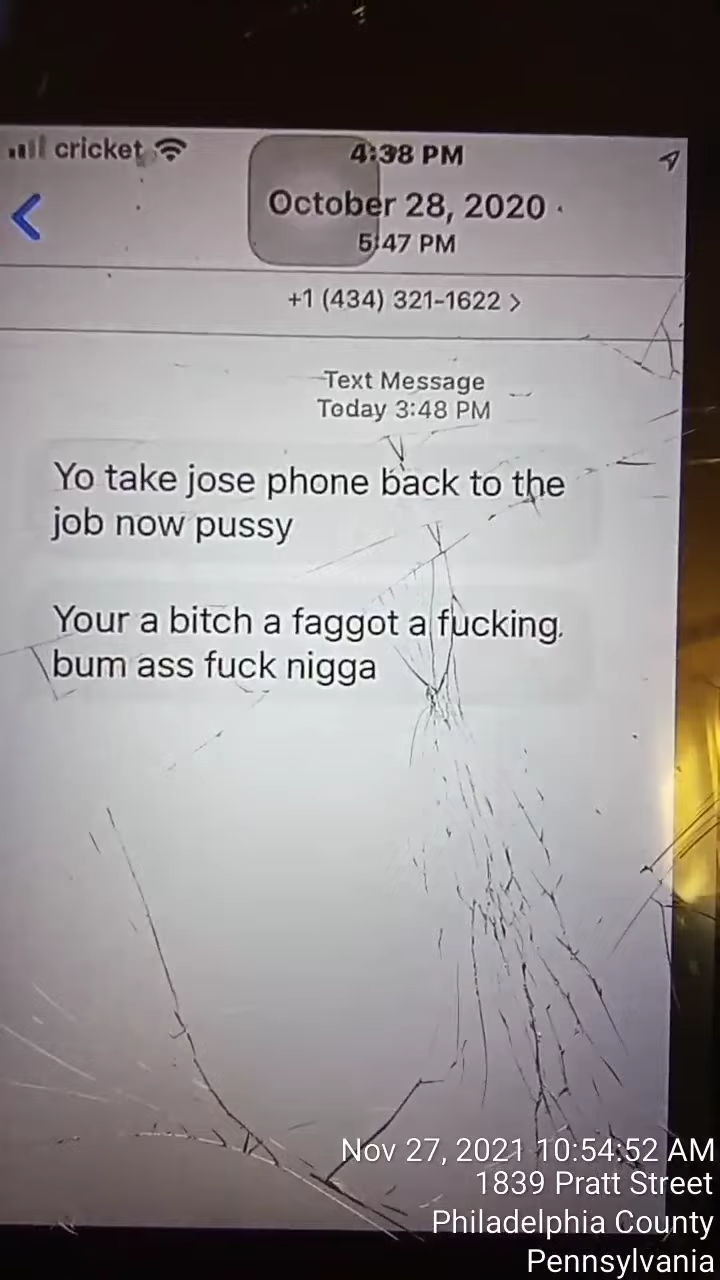 cricket 4:38 PM
October 28, 2020
5:47 PM
+1 (434) 321-1622 >
Text Message
Today 3:48 PM
Yo take jose phone back to the
job now pussy
Your a bitch a faggot a fucking
bum ass fuck nigga
Nov 27, 2021 10:54:52 AM
1839 Pratt Street
Philadelphia County
Pennsylvania